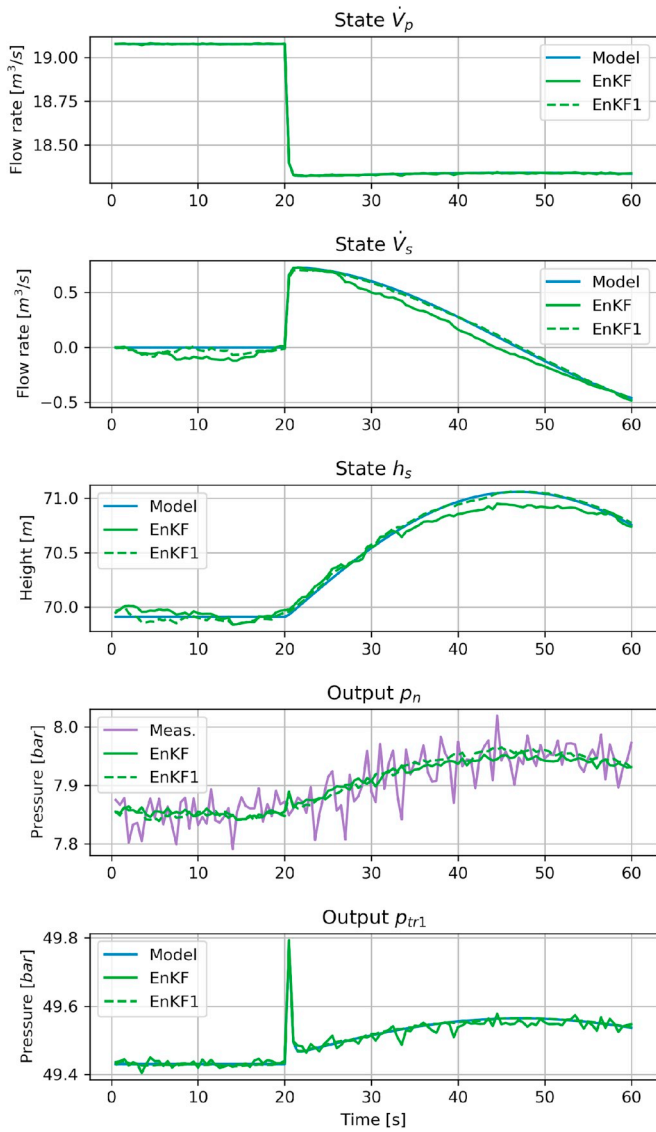 State V̇ₚ
Flow rate [m³/s]
19.00
18.75
18.50
Model
EnKF
EnKF1
0 10 20 30 40 50 60
State V̇ₛ
Flow rate [m³/s]
0.5
0.0
−0.5
Model
EnKF
EnKF1
0 10 20 30 40 50 60
State hₛ
Height [m]
71.0
70.5
70.0
Model
EnKF
EnKF1
0 10 20 30 40 50 60
Output pₙ
Pressure [bar]
8.0
7.9
7.8
Meas.
EnKF
EnKF1
0 10 20 30 40 50 60
Output pₜᵣ₁
Pressure [bar]
49.8
49.6
49.4
Model
EnKF
EnKF1
0 10 20 30 40 50 60
Time [s]